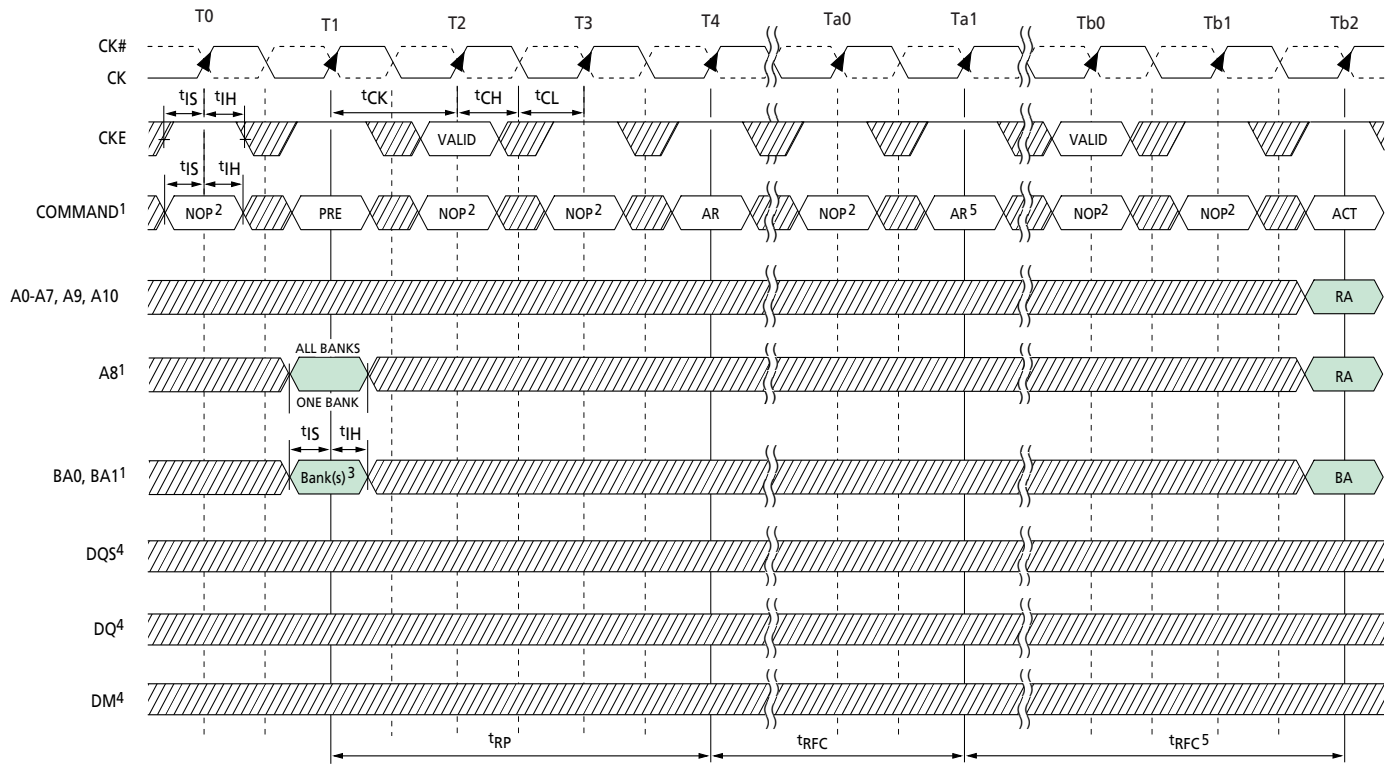 T0 T1 T2 T3 T4 Ta0 Ta1 Tb0 Tb1 Tb2
CK#
CK
tIS tIH tCK tCH tCL
CKE VALID VALID
tIS tIH
COMMAND1 NOP2 PRE NOP2 NOP2 AR NOP2 AR5 NOP2 NOP2 ACT
A0-A7, A9, A10 RA
ALL BANKS
A81 RA
ONE BANK
tIS tIH
BA0, BA11 Bank(s)3 BA
DQS4
DQ4
DM4
tRP tRFC tRFC5